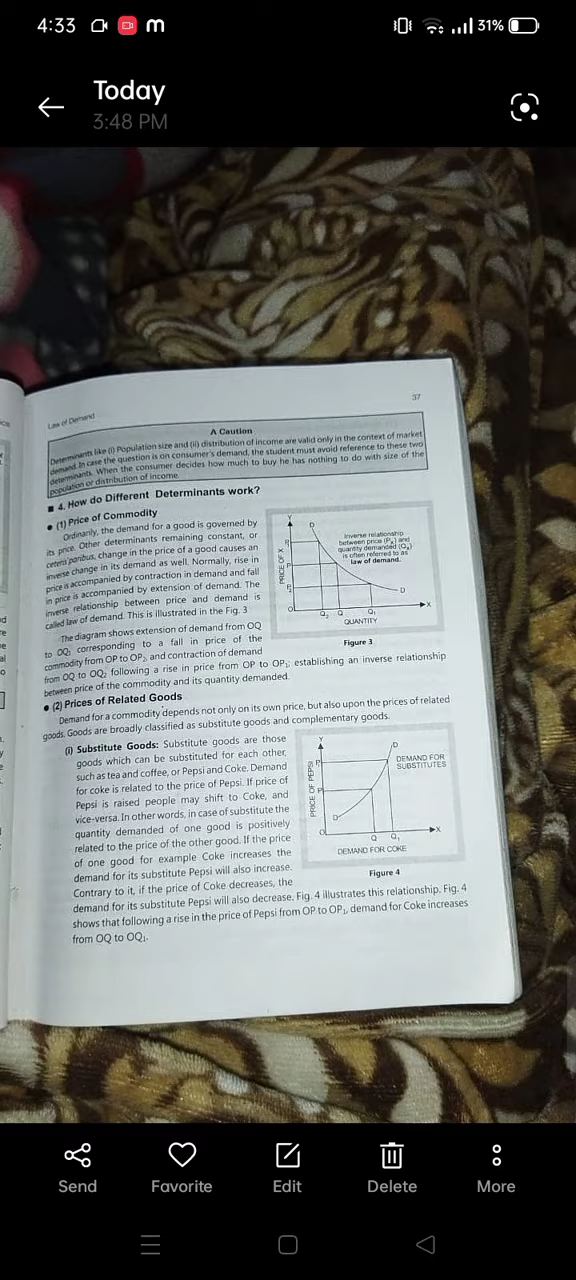 4:33
m
31%
Today
3:48 PM
37
Law of Demand
A Caution
Determinants like (i) Population size and (ii) distribution of income are valid only in the context of market
demand. In case the question is on consumer's demand, the student must avoid reference to these two
determinants. When the consumer decides how much to buy he has nothing to do with size of the
population or distribution of income.
■ 4. How do Different Determinants work?
● (1) Price of Commodity
Ordinarily, the demand for a good is governed by
its price. Other determinants remaining constant, or
cetera paribus, change in the price of a good causes an
inverse change in its demand as well. Normally, rise in
price is accompanied by contraction in demand and fall
in price is accompanied by extension of demand. The
inverse relationship between price and demand is
called law of demand. This is illustrated in the Fig. 3
The diagram shows extension of demand from OQ
to OQ₁ corresponding to a fall in price of the
commodity from OP to OP₂, and contraction of demand
from OQ to OQ₂ following a rise in price from OP to OP₁; establishing an inverse relationship
between price of the commodity and its quantity demanded.
Y
D
Inverse relationship
between price (Pₓ) and
quantity demanded (Qₓ)
is often referred to as
law of demand.
PRICE OF X
P
D
O
Q₂ Q Q₁
X
QUANTITY
Figure 3
● (2) Prices of Related Goods
Demand for a commodity depends not only on its own price, but also upon the prices of related
goods. Goods are broadly classified as substitute goods and complementary goods.
(i) Substitute Goods: Substitute goods are those
goods which can be substituted for each other,
such as tea and coffee, or Pepsi and Coke. Demand
for coke is related to the price of Pepsi. If price of
Pepsi is raised people may shift to Coke, and
vice-versa. In other words, in case of substitute the
quantity demanded of one good is positively
related to the price of the other good. If the price
of one good for example Coke increases the
demand for its substitute Pepsi will also increase.
Contrary to it, if the price of Coke decreases, the
demand for its substitute Pepsi will also decrease. Fig. 4 illustrates this relationship. Fig. 4
shows that following a rise in the price of Pepsi from OP to OP₁, demand for Coke increases
from OQ to OQ₁.
Y
D
DEMAND FOR
SUBSTITUTES
PRICE OF PEPSI
P
D
O
Q Q₁
X
DEMAND FOR COKE
Figure 4
Send
Favorite
Edit
Delete
More